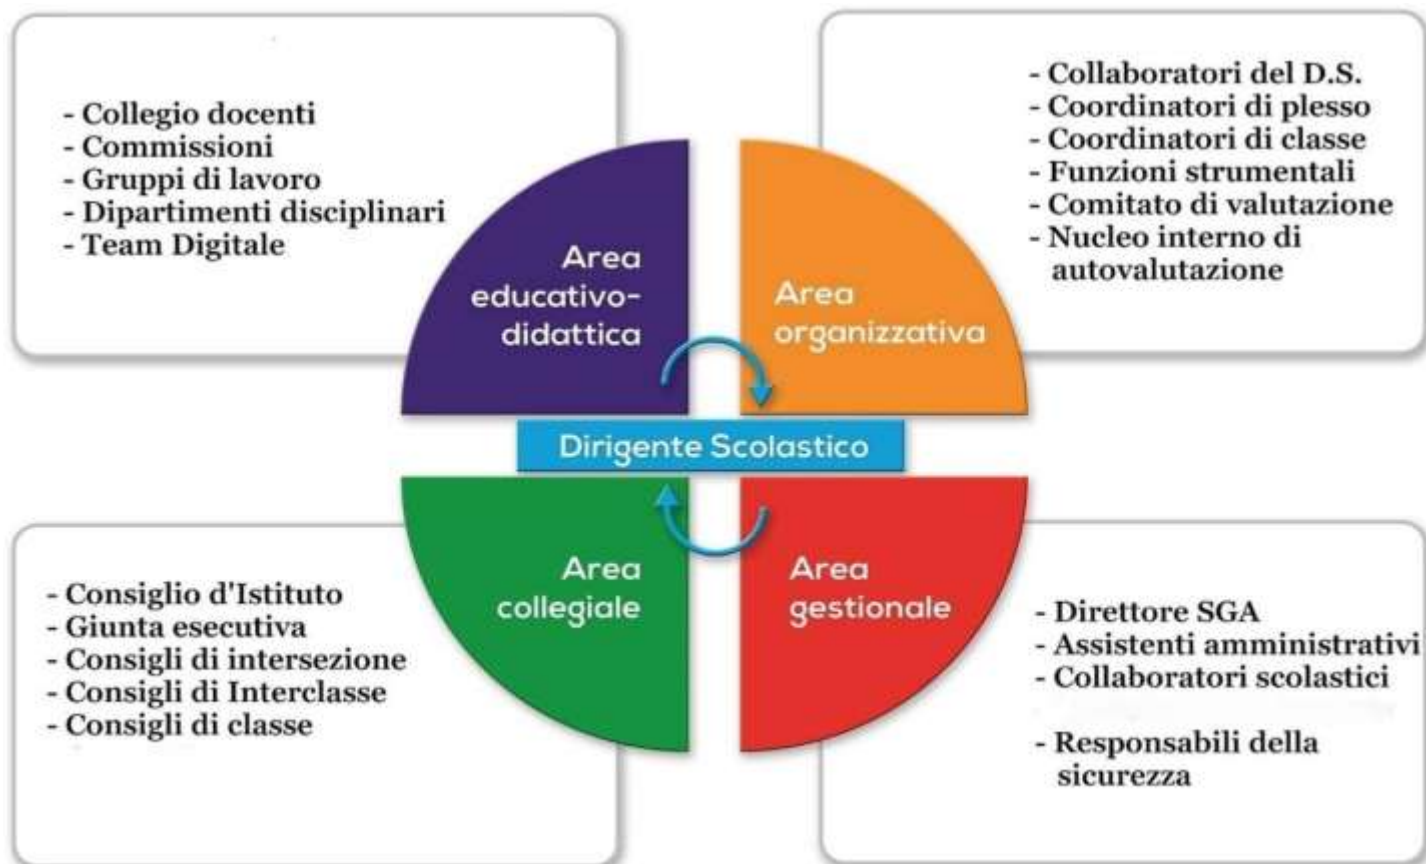 - Collegio docenti
- Commissioni
- Gruppi di lavoro
- Dipartimenti disciplinari
- Team Digitale
- Collaboratori del D.S.
- Coordinatori di plesso
- Coordinatori di classe
- Funzioni strumentali
- Comitato di valutazione
- Nucleo interno di
autovalutazione
Area
educativo-
didattica
Area
organizzativa
Dirigente Scolastico
Area
collegiale
Area
gestionale
- Consiglio d'Istituto
- Giunta esecutiva
- Consigli di intersezione
- Consigli di Interclasse
- Consigli di classe
- Direttore SGA
- Assistenti amministrativi
- Collaboratori scolastici
- Responsabili della
sicurezza